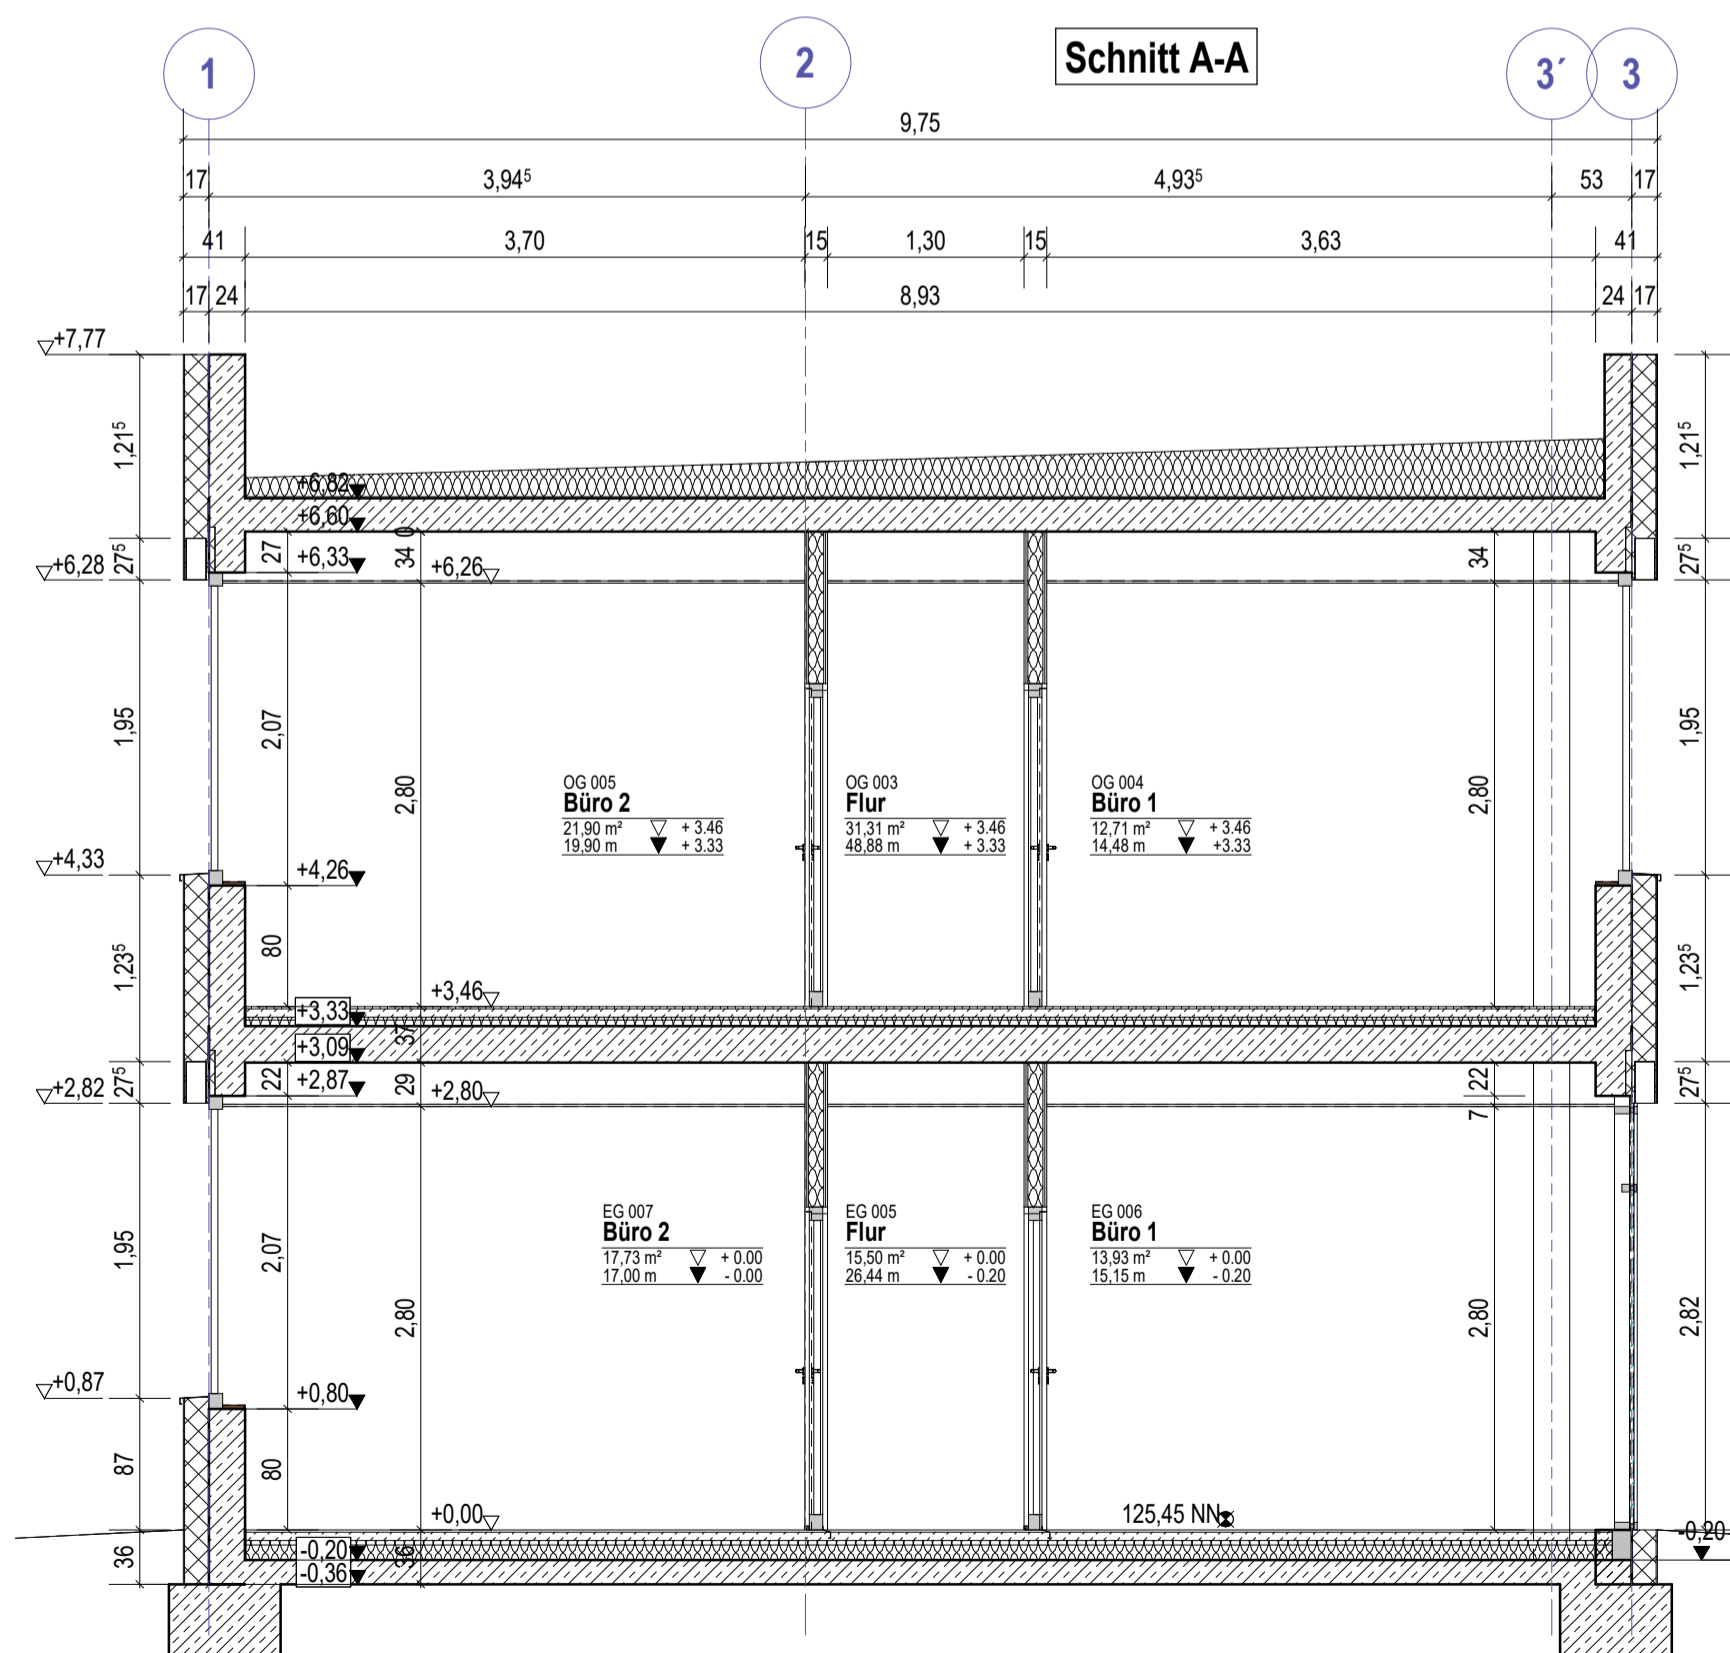 1
2
Schnitt A-A
3´
3
9,75
17
3,94⁵
4,93⁵
53
17
41
3,70
15
1,30
15
3,63
41
17
24
8,93
24
17
+7,77
1,21⁵
1,21⁵
+6,82
+6,60
+6,28
27⁵
27
+6,33
34
0
+6,26
34
27⁵
1,95
2,07
2,80
2,80
1,95
OG 005
Büro 2
21,90 m² + 3.46
19,90 m + 3.33
OG 003
Flur
31,31 m² + 3.46
48,88 m + 3.33
OG 004
Büro 1
12,71 m² + 3.46
14,48 m +3.33
+4,33
+4,26
1,23⁵
80
+3,46
1,23⁵
+3,33
37
+3,09
+2,82
27⁵
22
+2,87
29
+2,80
22
7
27⁵
1,95
2,07
2,80
2,80
2,82
EG 007
Büro 2
17,73 m² + 0.00
17,00 m - 0.00
EG 005
Flur
15,50 m² + 0.00
26,44 m - 0.20
EG 006
Büro 1
13,93 m² + 0.00
15,15 m - 0.20
+0,87
+0,80
87
80
+0,00
125,45 NN
-0,20
36
-0,20
36
-0,36